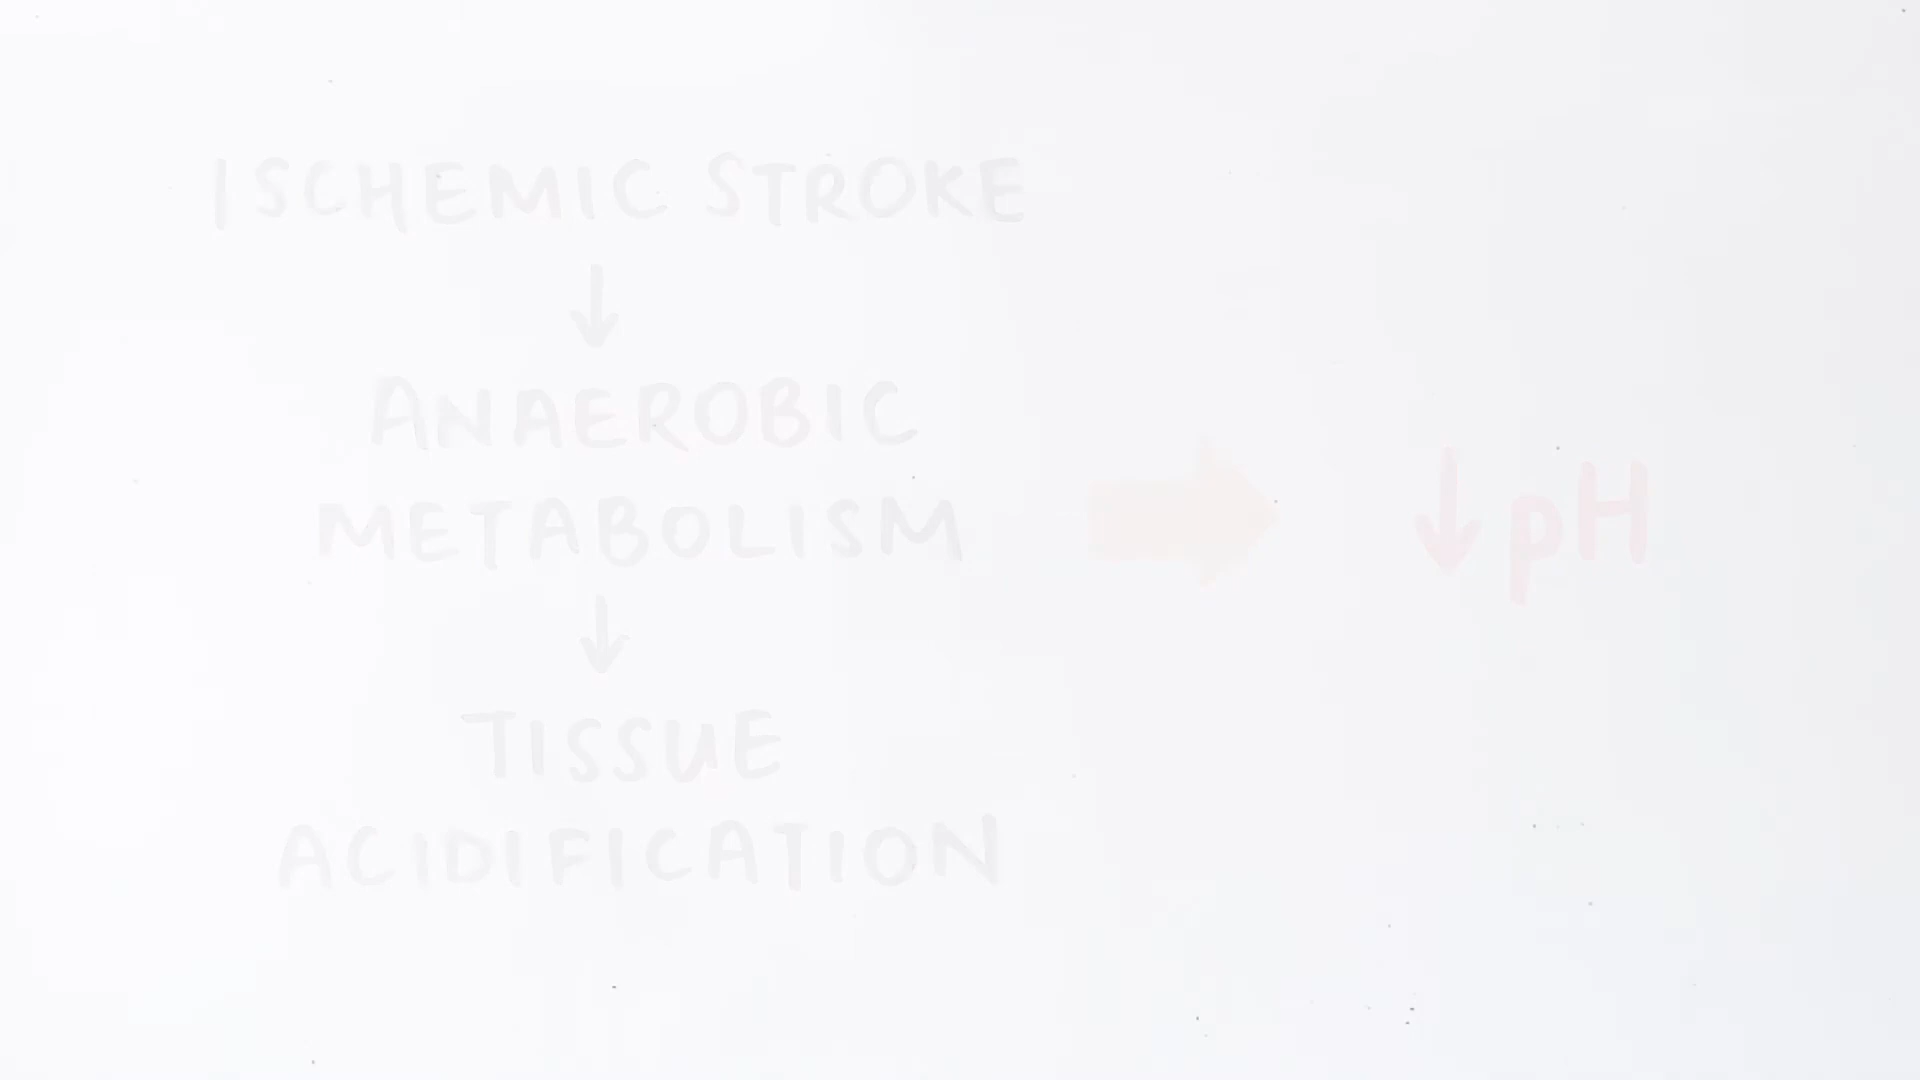 ISCHEMIC STROKE
↓
ANAEROBIC
METABOLISM
↓ pH
↓
TISSUE
ACIDIFICATION